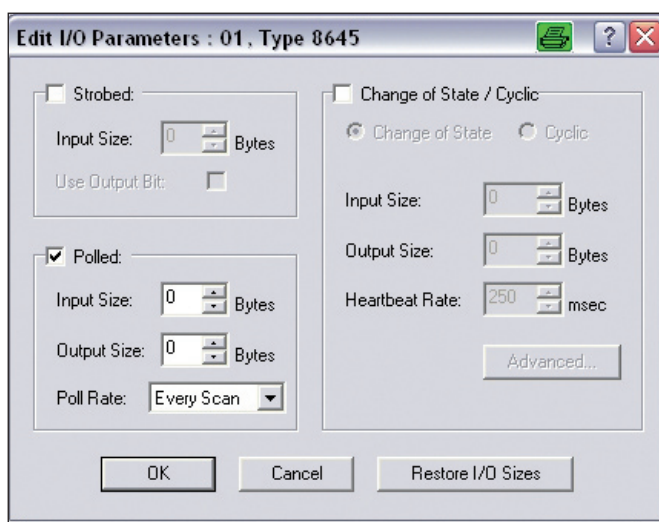 Edit I/O Parameters : 01, Type 8645
?
X
Strobed:
Input Size: 0 Bytes
Use Output Bit:
Polled:
Input Size: 0 Bytes
Output Size: 0 Bytes
Poll Rate: Every Scan
Change of State / Cyclic
Change of State Cyclic
Input Size: 0 Bytes
Output Size: 0 Bytes
Heartbeat Rate: 250 msec
Advanced...
OK Cancel Restore I/O Sizes